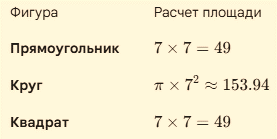 Фигура Расчет площади
Прямоугольник 7 × 7 = 49
Круг π × 7² ≈ 153.94
Квадрат 7 × 7 = 49